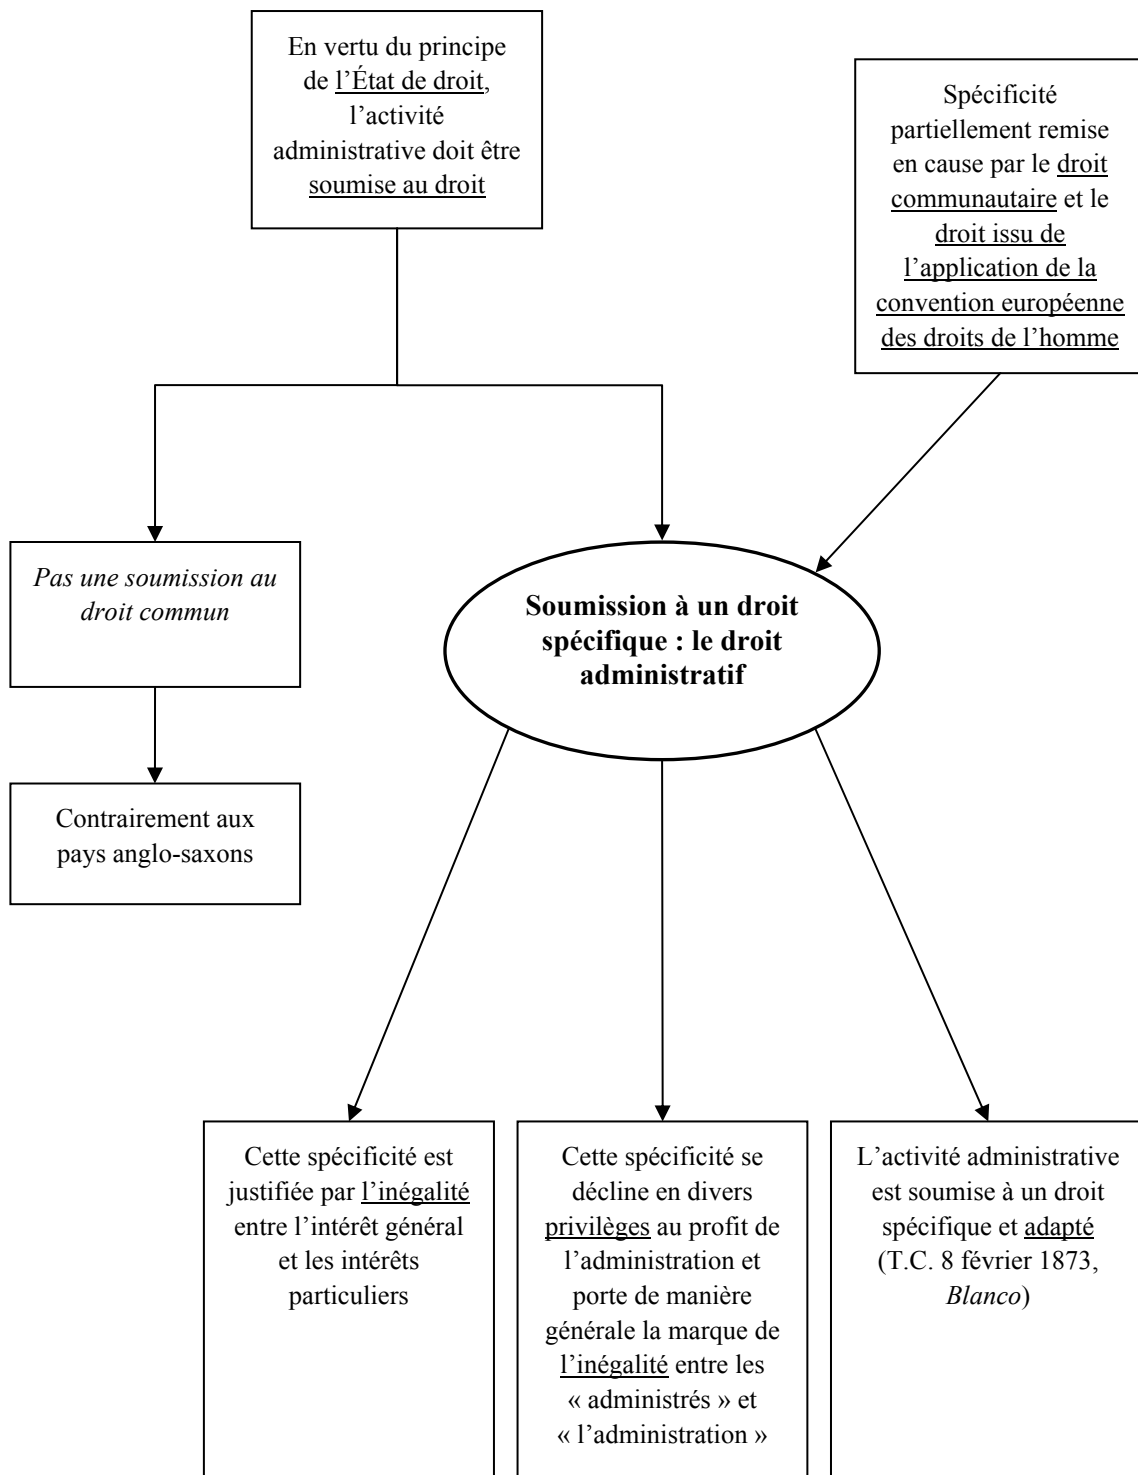 En vertu du principe
de l’État de droit,
l’activité
administrative doit être
soumise au droit
Spécificité
partiellement remise
en cause par le droit
communautaire et le
droit issu de
l’application de la
convention européenne
des droits de l’homme
Pas une soumission au
droit commun
Soumission à un droit
spécifique : le droit
administratif
Contrairement aux
pays anglo-saxons
Cette spécificité est
justifiée par l’inégalité
entre l’intérêt général
et les intérêts
particuliers
Cette spécificité se
décline en divers
privilèges au profit de
l’administration et
porte de manière
générale la marque de
l’inégalité entre les
« administrés » et
« l’administration »
L’activité administrative
est soumise à un droit
spécifique et adapté
(T.C. 8 février 1873,
Blanco)